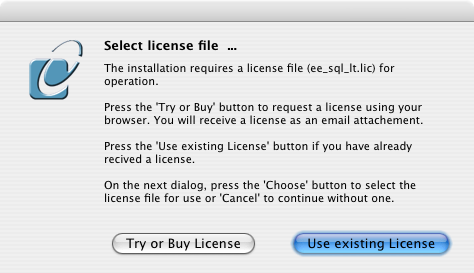 Select license file  ...
The installation requires a license file (ee_sql_lt.lic) for
operation.
Press the 'Try or Buy' button to request a license using your
browser. You will receive a license as an email attachement.
Press the 'Use existing License' button if you have already
recived a license.
On the next dialog, press the 'Choose' button to select the
license file for use or 'Cancel' to continue without one.
Try or Buy License
Use existing License